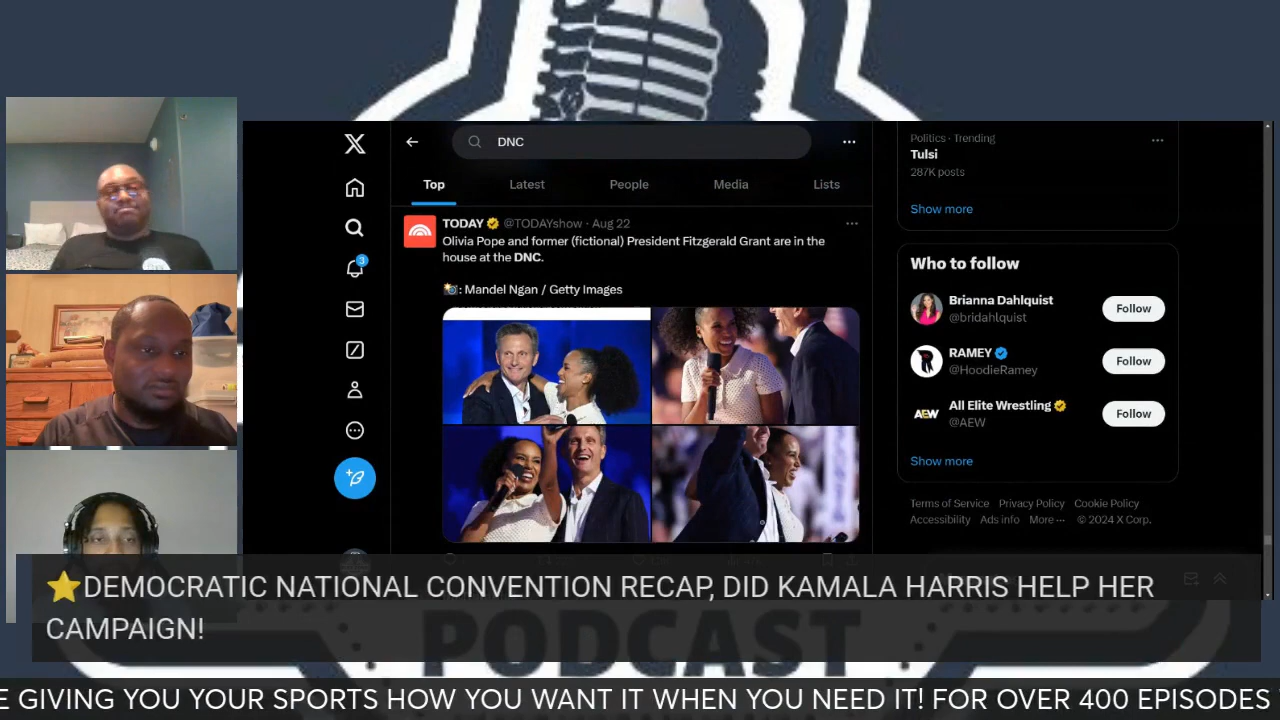 DNC
Top
Latest
People
Media
Lists
TODAY @TODAYshow · Aug 22
Olivia Pope and former (fictional) President Fitzgerald Grant are in the
house at the DNC.
📸: Mandel Ngan / Getty Images
Politics · Trending
Tulsi
287K posts
Show more
Who to follow
Brianna Dahlquist
@bridahlquist
Follow
RAMEY
@HoodieRamey
Follow
AEW
All Elite Wrestling
@AEW
Follow
Show more
Terms of Service Privacy Policy Cookie Policy
Accessibility Ads info More ··· © 2024 X Corp.
3
⭐DEMOCRATIC NATIONAL CONVENTION RECAP, DID KAMALA HARRIS HELP HER
CAMPAIGN!
PODCAST
E GIVING YOU YOUR SPORTS HOW YOU WANT IT WHEN YOU NEED IT! FOR OVER 400 EPISODES